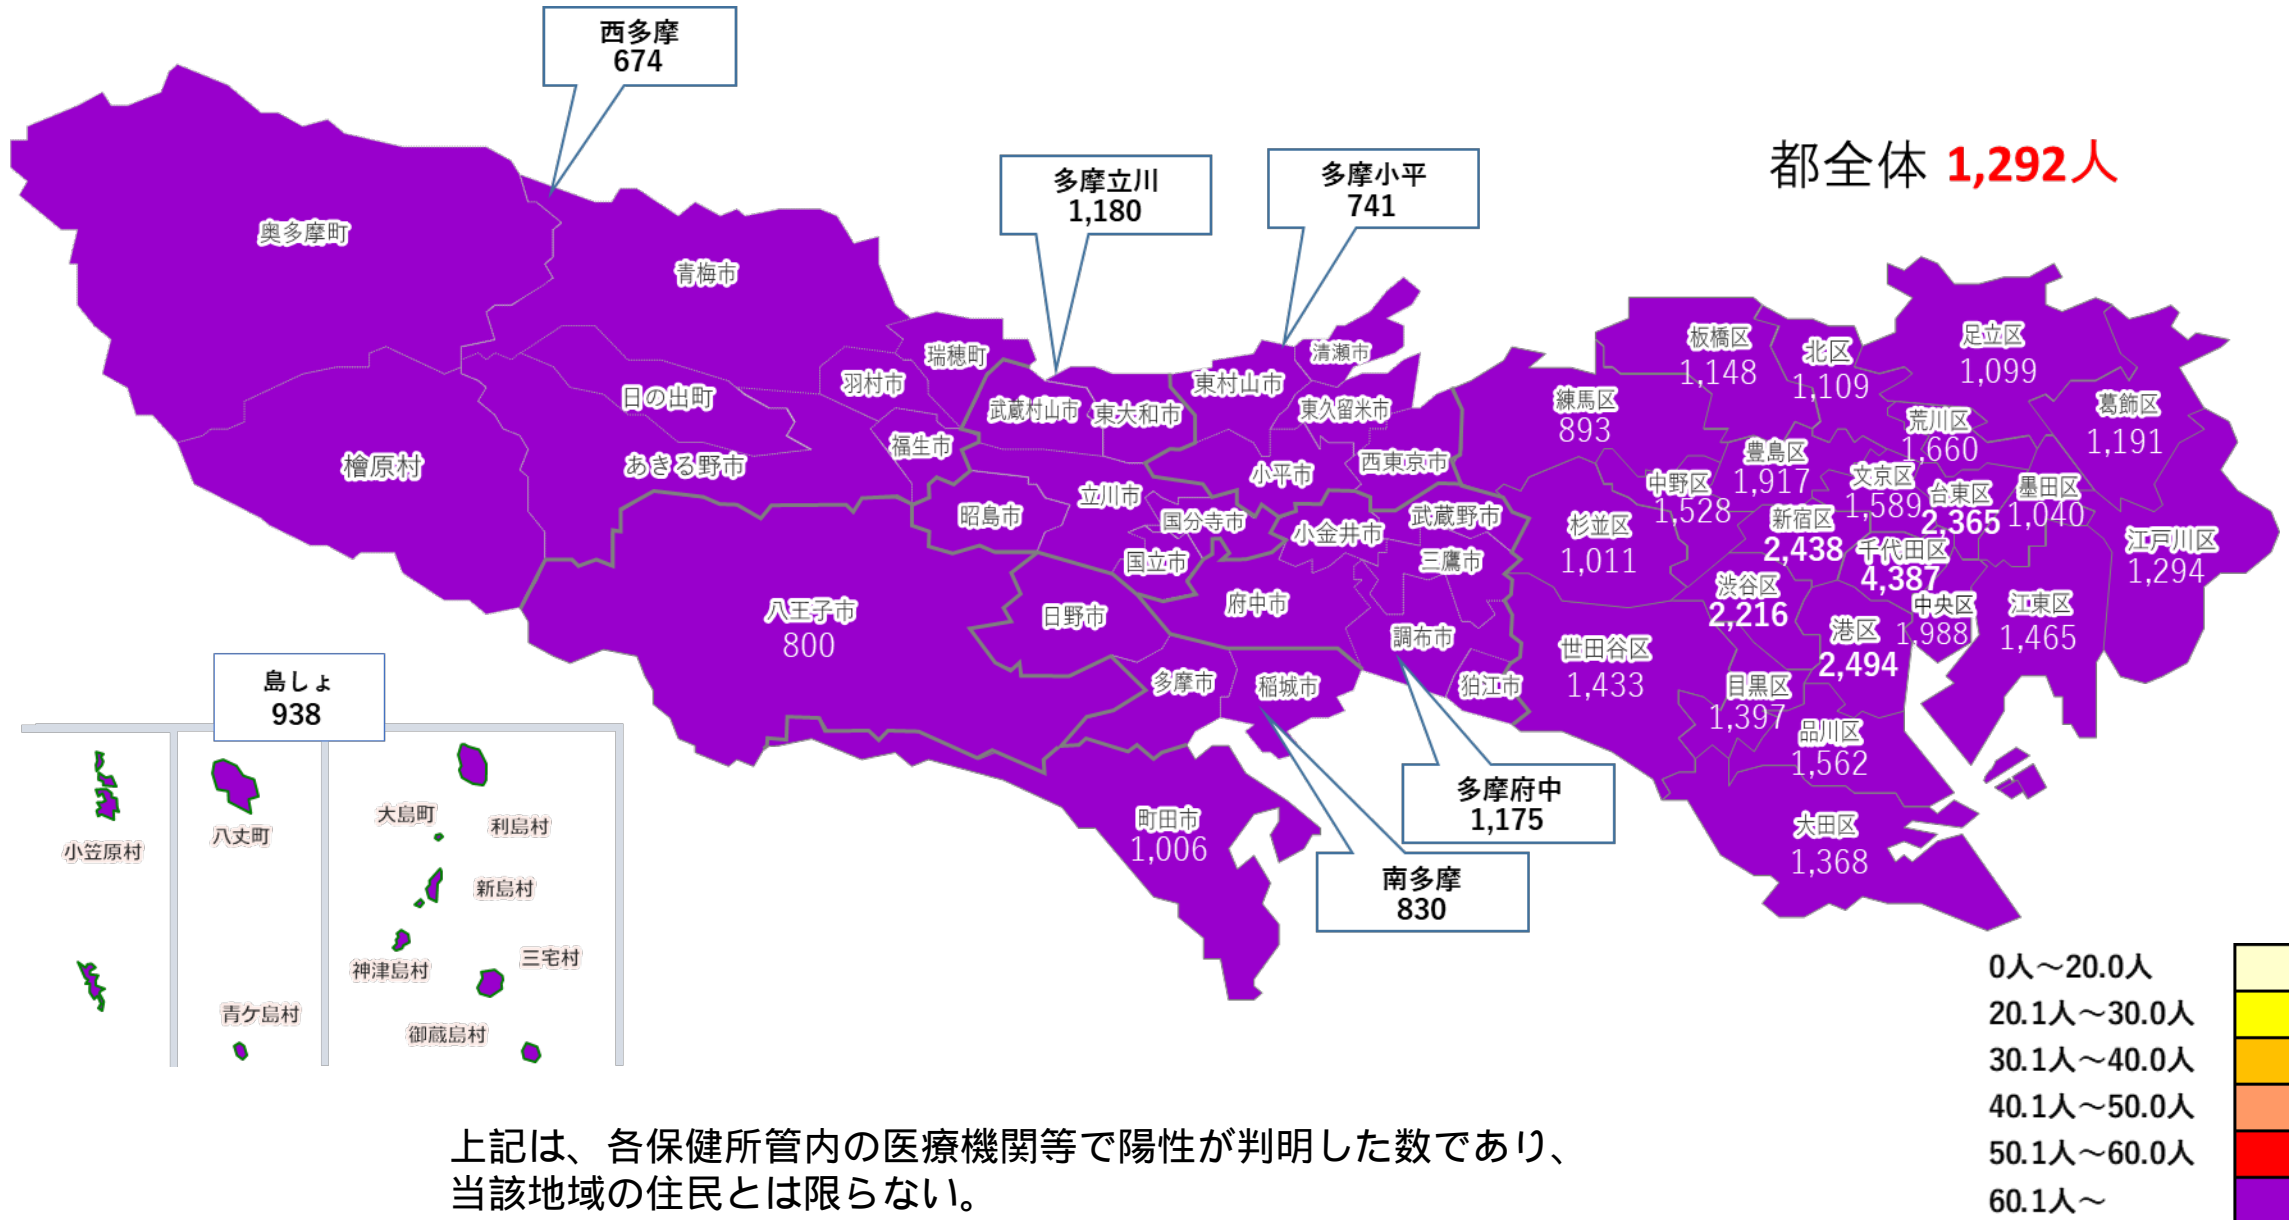 西多摩
674
多摩立川
1,180
多摩小平
741
都全体 1,292人
奥多摩町
青梅市
瑞穂町
羽村市
日の出町
福生市
あきる野市
檜原村
武蔵村山市
東大和市
東村山市
清瀬市
東久留米市
小平市
西東京市
立川市
昭島市
国分寺市
国立市
小金井市
武蔵野市
三鷹市
府中市
調布市
狛江市
八王子市
800
日野市
多摩市
稲城市
町田市
1,006
多摩府中
1,175
南多摩
830
板橋区
1,148
北区
1,109
足立区
1,099
葛飾区
1,191
練馬区
893
荒川区
1,660
豊島区
1,917
文京区
1,589
台東区
2,365
墨田区
1,040
中野区
1,528
杉並区
1,011
新宿区
2,438
千代田区
4,387
江戸川区
1,294
渋谷区
2,216
中央区
1,988
江東区
1,465
港区
2,494
世田谷区
1,433
目黒区
1,397
品川区
1,562
大田区
1,368
島しょ
938
小笠原村
八丈町
青ケ島村
大島町
利島村
新島村
神津島村
三宅村
御蔵島村
0人～20.0人
20.1人～30.0人
30.1人～40.0人
40.1人～50.0人
50.1人～60.0人
60.1人～
上記は、各保健所管内の医療機関等で陽性が判明した数であり、
当該地域の住民とは限らない。